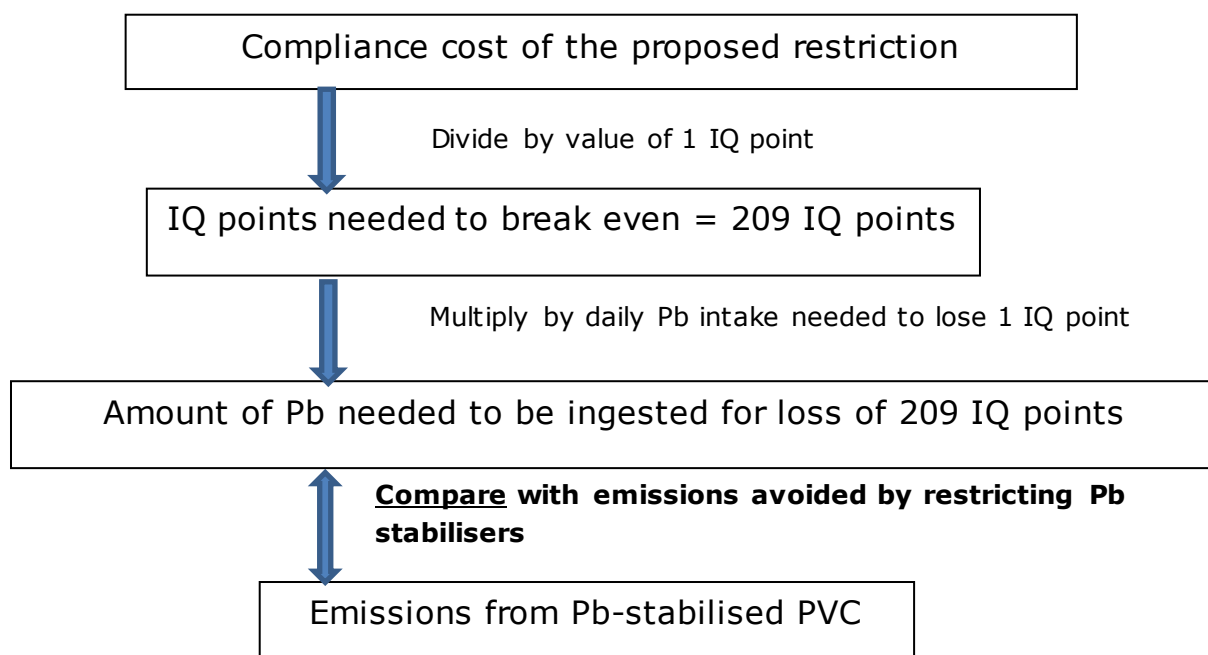 Compliance cost of the proposed restriction
Divide by value of 1 IQ point
IQ points needed to break even = 209 IQ points
Multiply by daily Pb intake needed to lose 1 IQ point
Amount of Pb needed to be ingested for loss of 209 IQ points
Compare with emissions avoided by restricting Pb
stabilisers
Emissions from Pb-stabilised PVC